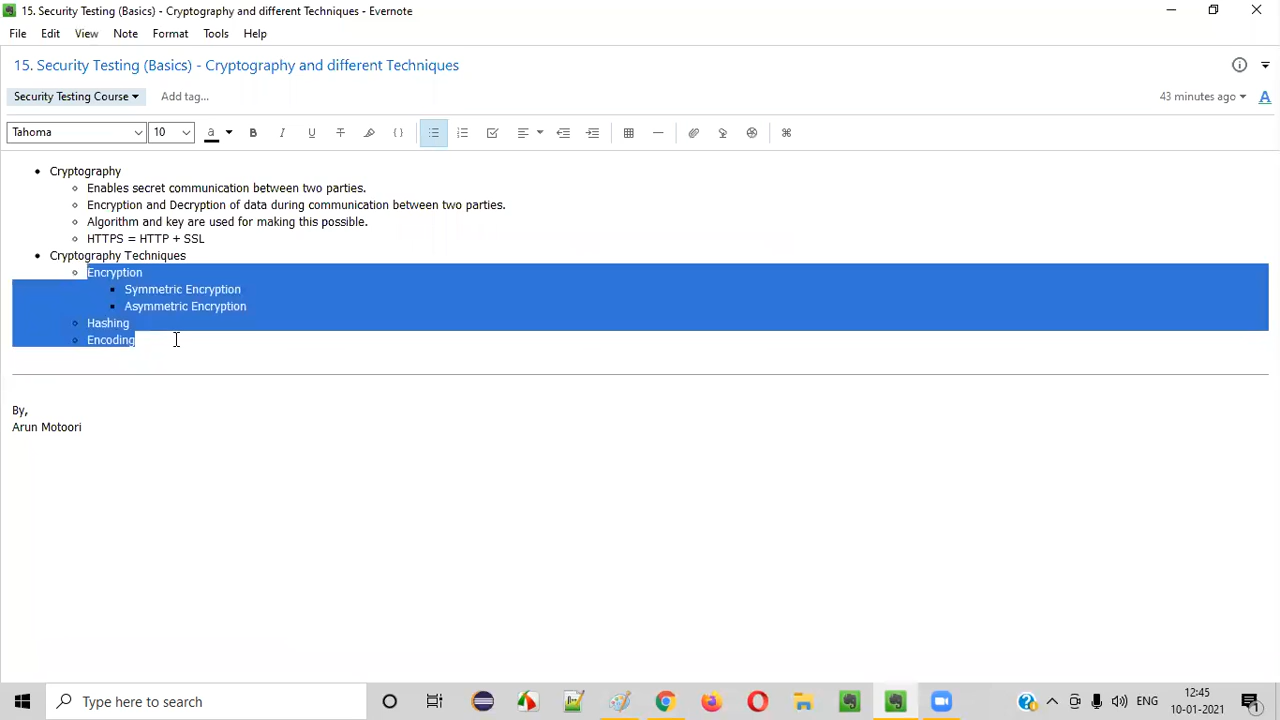 15. Security Testing (Basics) - Cryptography and different Techniques - Evernote
File Edit View Note Format Tools Help
15. Security Testing (Basics) - Cryptography and different Techniques
Security Testing Course Add tag... 43 minutes ago A
Tahoma 10 a B I U T { }
Cryptography
Enables secret communication between two parties.
Encryption and Decryption of data during communication between two parties.
Algorithm and key are used for making this possible.
HTTPS = HTTP + SSL
Cryptography Techniques
Encryption
Symmetric Encryption
Asymmetric Encryption
Hashing
Encoding
By,
Arun Motoori
Type here to search ENG 12:45
10-01-2021 1